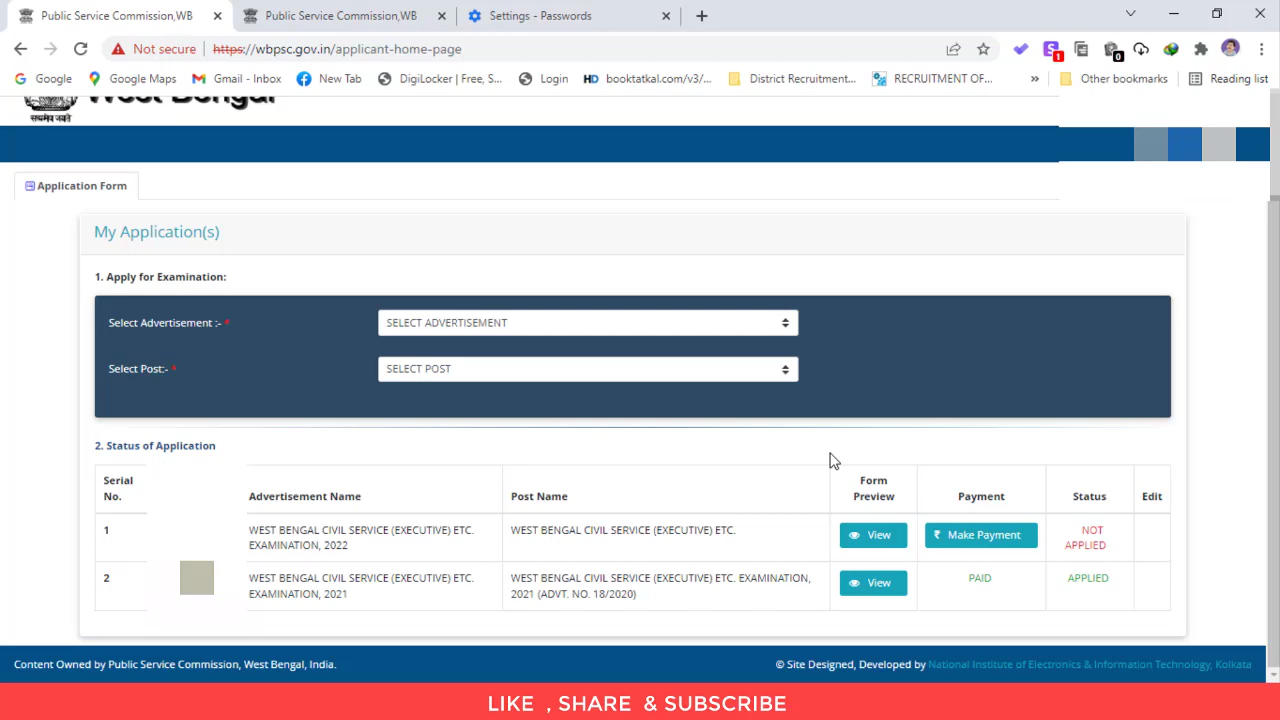 Public Service Commission,WB
Public Service Commission,WB
Settings - Passwords
Not secure
https://wbpsc.gov.in/applicant-home-page
1
0
Google
Google Maps
Gmail - Inbox
New Tab
DigiLocker | Free, S...
Login
HD booktatkal.com/v3/...
District Recruitment...
RECRUITMENT OF...
»
Other bookmarks
Reading list
West Bengal
सत्यमेव जयते
Application Form
My Application(s)
1. Apply for Examination:
Select Advertisement :- *
SELECT ADVERTISEMENT
Select Post:- *
SELECT POST
2. Status of Application
Serial No.
Advertisement Name
Post Name
Form Preview
Payment
Status
Edit
1
WEST BENGAL CIVIL SERVICE (EXECUTIVE) ETC.
EXAMINATION, 2022
WEST BENGAL CIVIL SERVICE (EXECUTIVE) ETC.
View
₹ Make Payment
NOT
APPLIED
2
WEST BENGAL CIVIL SERVICE (EXECUTIVE) ETC.
EXAMINATION, 2021
WEST BENGAL CIVIL SERVICE (EXECUTIVE) ETC. EXAMINATION,
2021 (ADVT. NO. 18/2020)
View
PAID
APPLIED
Content Owned by Public Service Commission, West Bengal, India.
© Site Designed, Developed by National Institute of Electronics & Information Technology, Kolkata
LIKE , SHARE & SUBSCRIBE